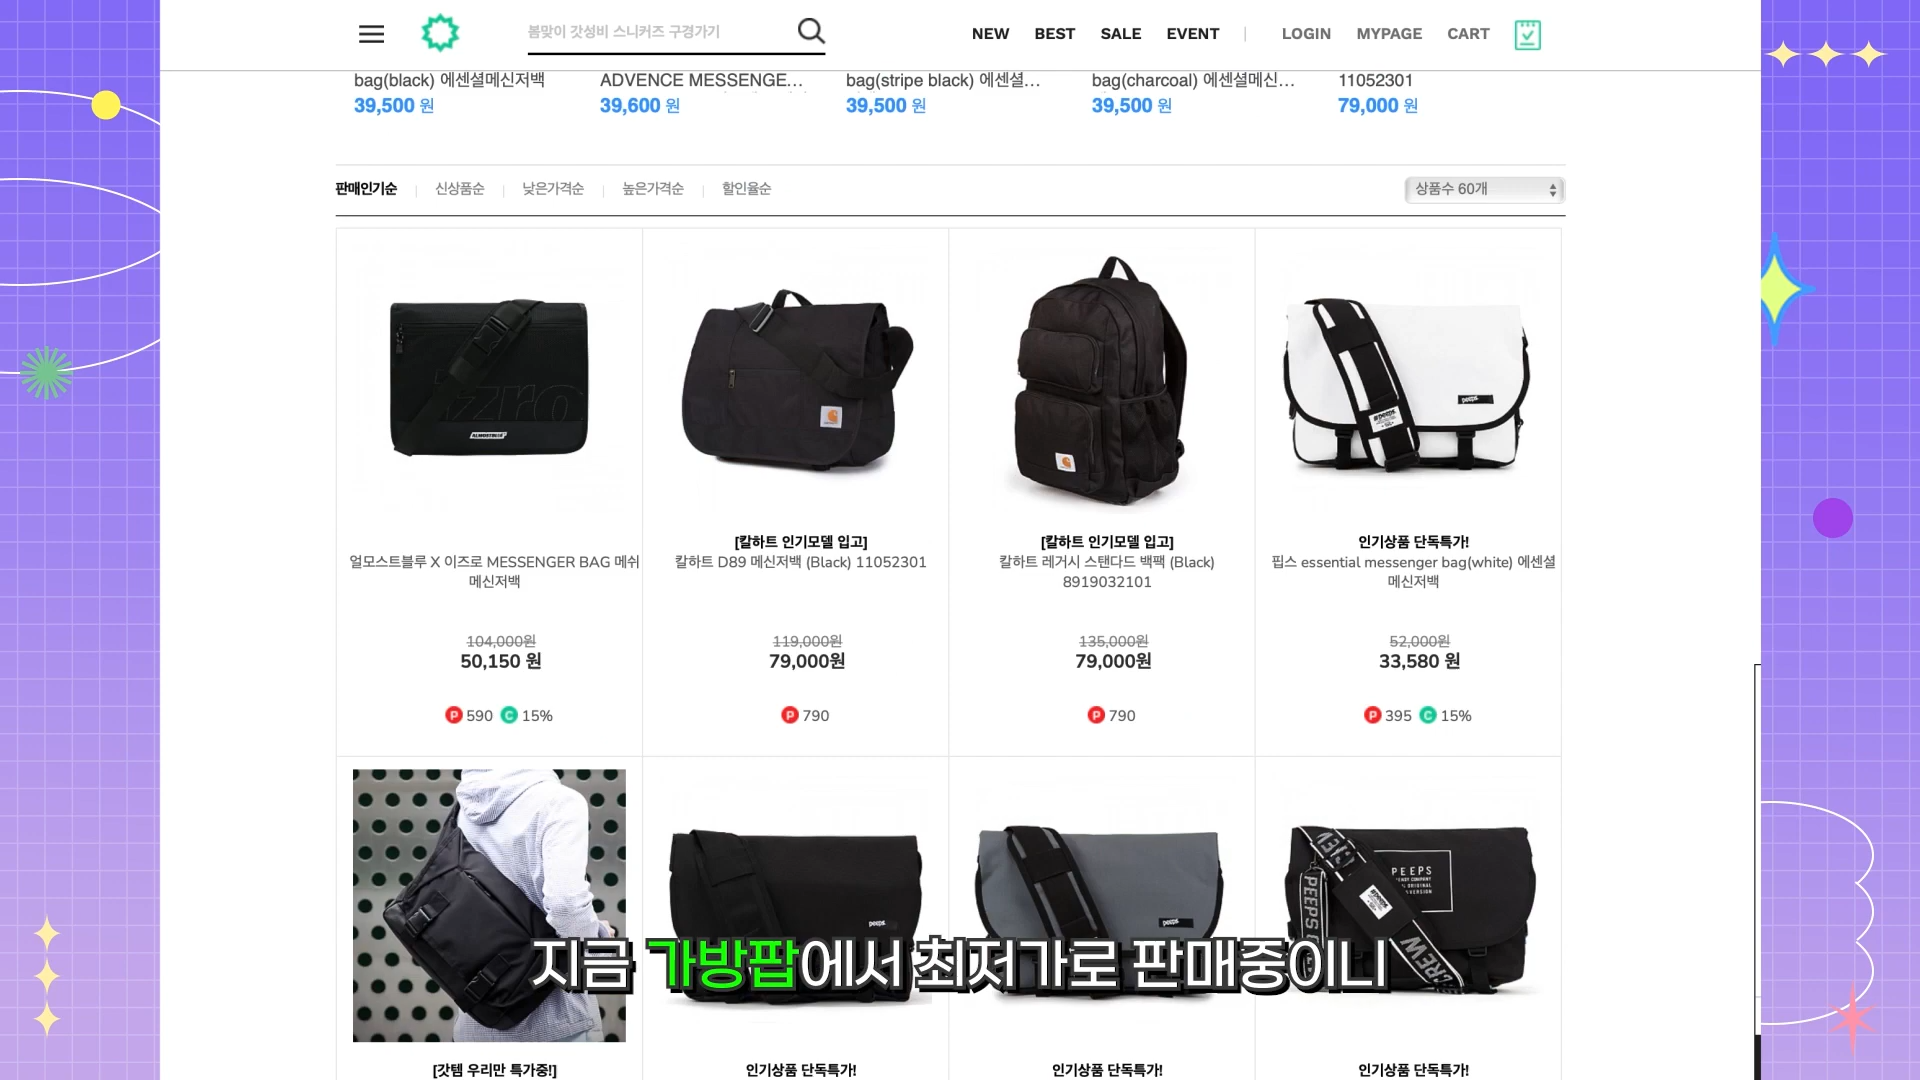 봄맞이 갓성비 스니커즈 구경가기
NEW BEST SALE EVENT | LOGIN MYPAGE CART
bag(black) 에센셜메신저백
39,500 원
ADVENCE MESSENGE...
39,600 원
bag(stripe black) 에센셜...
39,500 원
bag(charcoal) 에센셜메신...
39,500 원
11052301
79,000 원
판매인기순 | 신상품순 | 낮은가격순 | 높은가격순 | 할인율순
상품수 60개
얼모스트블루 X 이즈로 MESSENGER BAG 메쉬
메신저백
104,000원
50,150 원
P 590 C 15%
[칼하트 인기모델 입고]
칼하트 D89 메신저백 (Black) 11052301
119,000원
79,000원
P 790
[칼하트 인기모델 입고]
칼하트 레거시 스탠다드 백팩 (Black)
8919032101
135,000원
79,000원
P 790
peeps.
인기상품 단독특가!
핍스 essential messenger bag(white) 에센셜
메신저백
52,000원
33,580 원
P 395 C 15%
peeps.
peeps.
PEEPS
CREW
지금 가방팝에서 최저가로 판매중이니
[갓템 우리만 특가중!]
인기상품 단독특가!
인기상품 단독특가!
인기상품 단독특가!